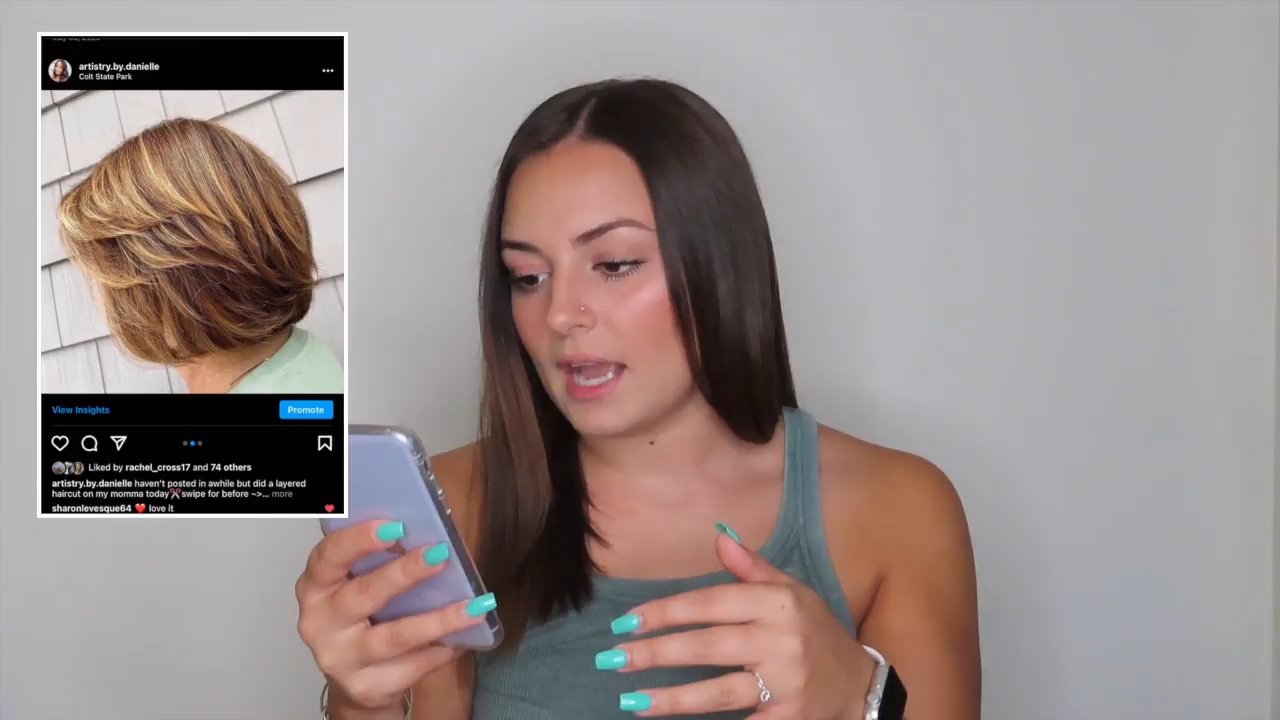 artistry.by.danielle
Colt State Park
View Insights
Promote
Liked by rachel_cross17 and 74 others
artistry.by.danielle haven't posted in awhile but did a layered
haircut on my momma today✂️swipe for before ~>... more
sharonlevesque64 ❤️ love it